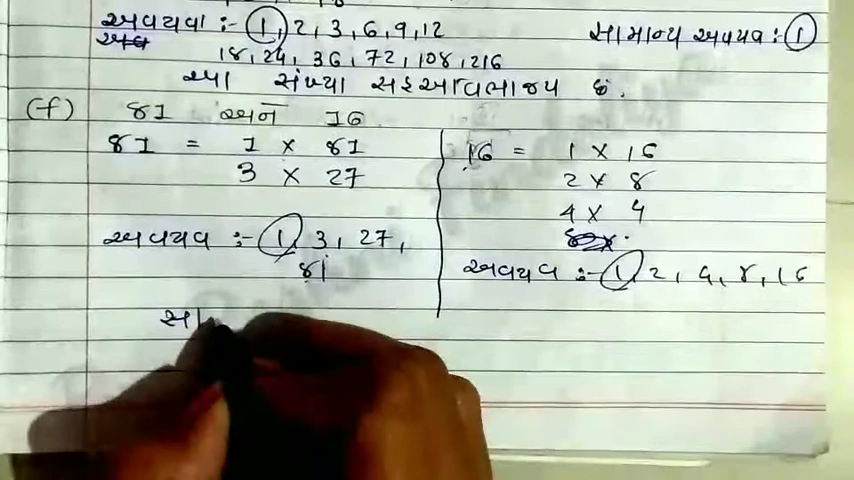 અવયવો :- 1, 2, 3, 6, 9, 12
સામાન્ય અવયવ : 1
18, 24, 36, 72, 108, 216
આ સંખ્યા સહઅવિભાજ્ય છે.
(f) 81 અને 16
81 = 1 x 81
3 x 27
16 = 1 x 16
2 x 8
4 x 4
અવયવ :- 1, 3, 27,
81
અવયવ :- 1, 2, 4, 8, 16
સા